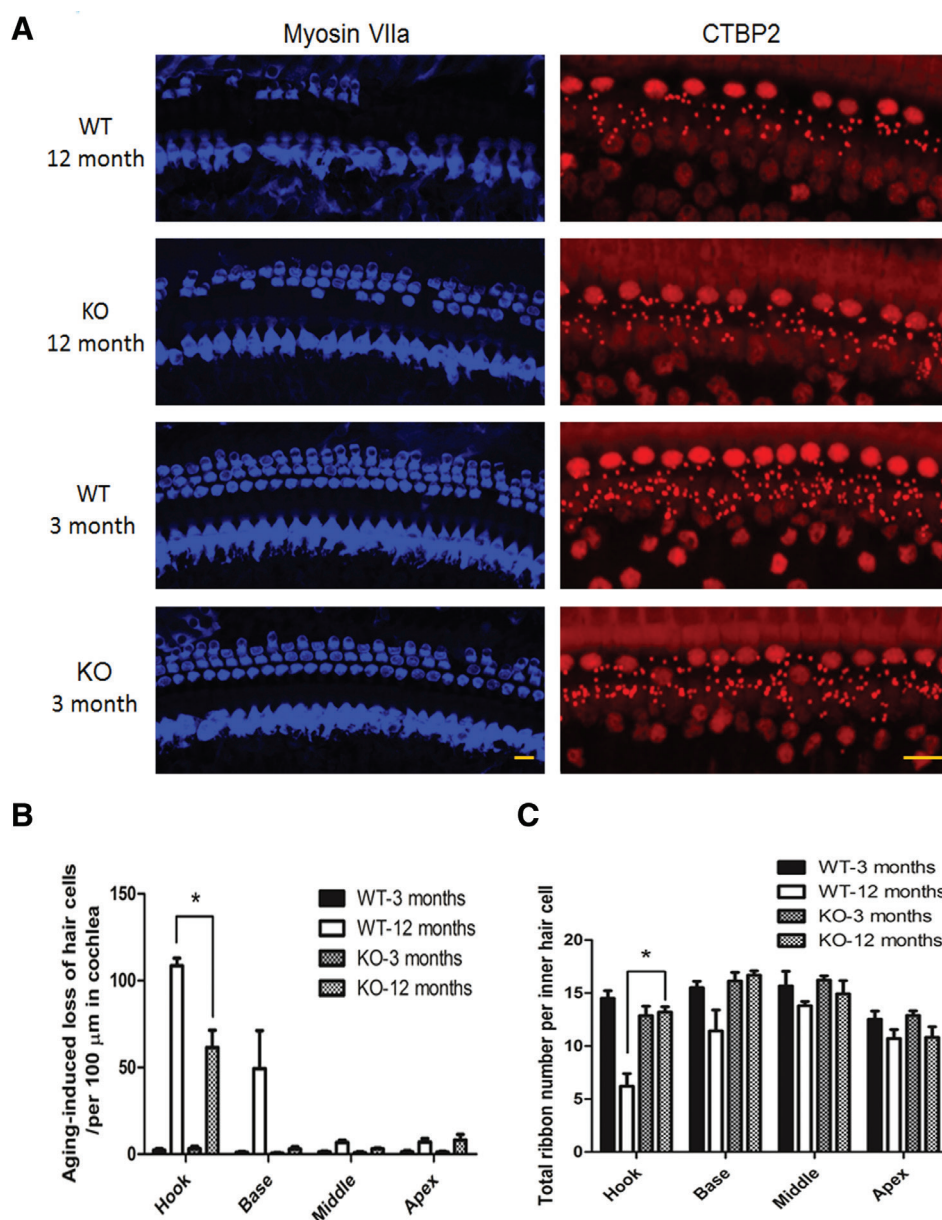 A
Myosin VIIa
CTBP2
WT
12 month
KO
12 month
WT
3 month
KO
3 month
B
Aging-induced loss of hair cells
/per 100 μm in cochlea
150
100
50
0
*
WT-3 months
WT-12 months
KO-3 months
KO-12 months
Hook
Base
Middle
Apex
C
WT-3 months
WT-12 months
KO-3 months
KO-12 months
Total ribbon number per inner hair cell
20
15
10
5
0
*
Hook
Base
Middle
Apex